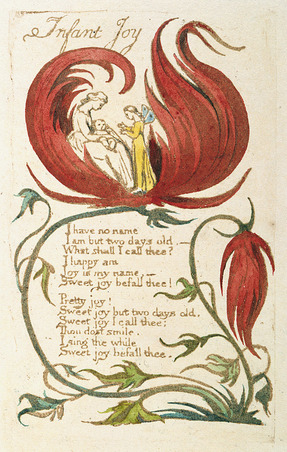 Infant Joy
I have no name
I am but two days old.—
What shall I call thee?
I happy am
Joy is my name,—
Sweet joy befall thee!
Pretty joy!
Sweet joy but two days old.
Sweet joy I call thee:
Thou dost smile.
I sing the while
Sweet joy befall thee.